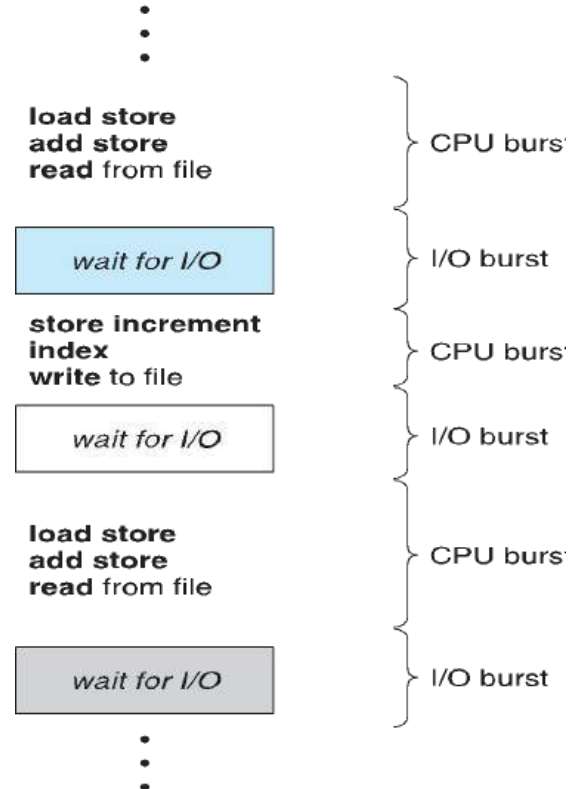 load store
add store
read from file
CPU burs
wait for I/O
I/O burst
store increment
index
write to file
CPU burs
wait for I/O
I/O burst
load store
add store
read from file
CPU burs
wait for I/O
I/O burst